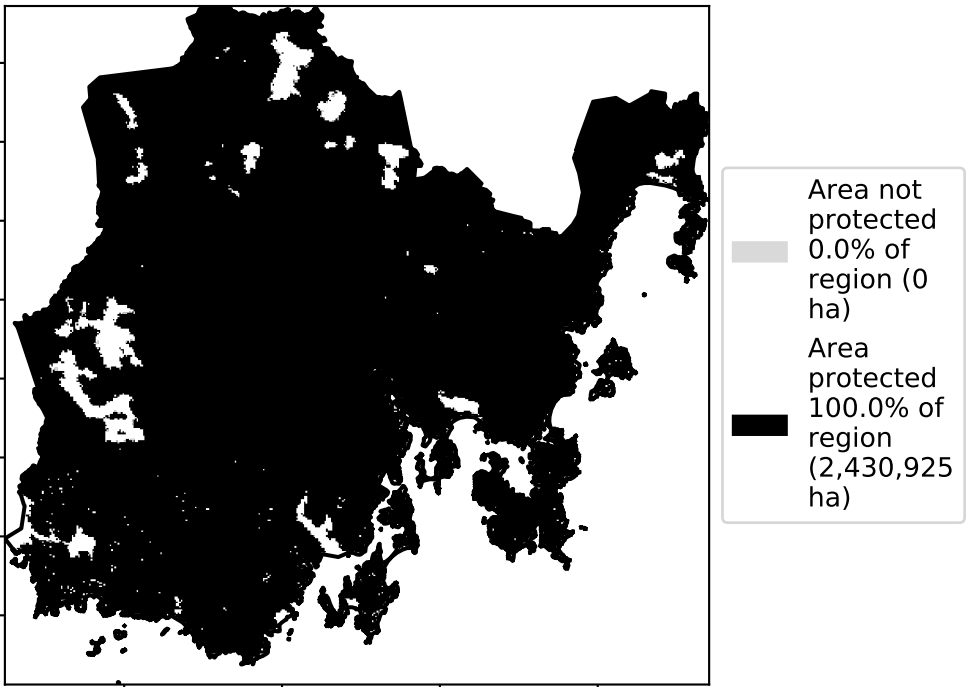 Area not
protected
0.0% of
region (0
ha)
Area
protected
100.0% of
region
(2,430,925
ha)